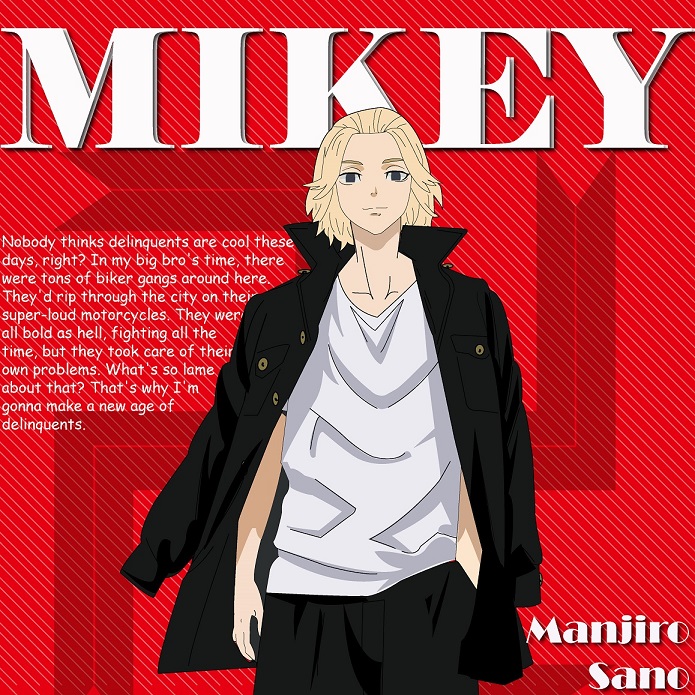 MIKEY
Nobody thinks delinquents are cool these
days, right? In my big bro's time, there
were tons of biker gangs around here.
They'd rip through the city on their
super-loud motorcycles. They were
all bold as hell, fighting all the
time, but they took care of their
own problems. What's so lame
about that? That's why I'm
gonna make a new age of
delinquents.
Manjiro
Sano